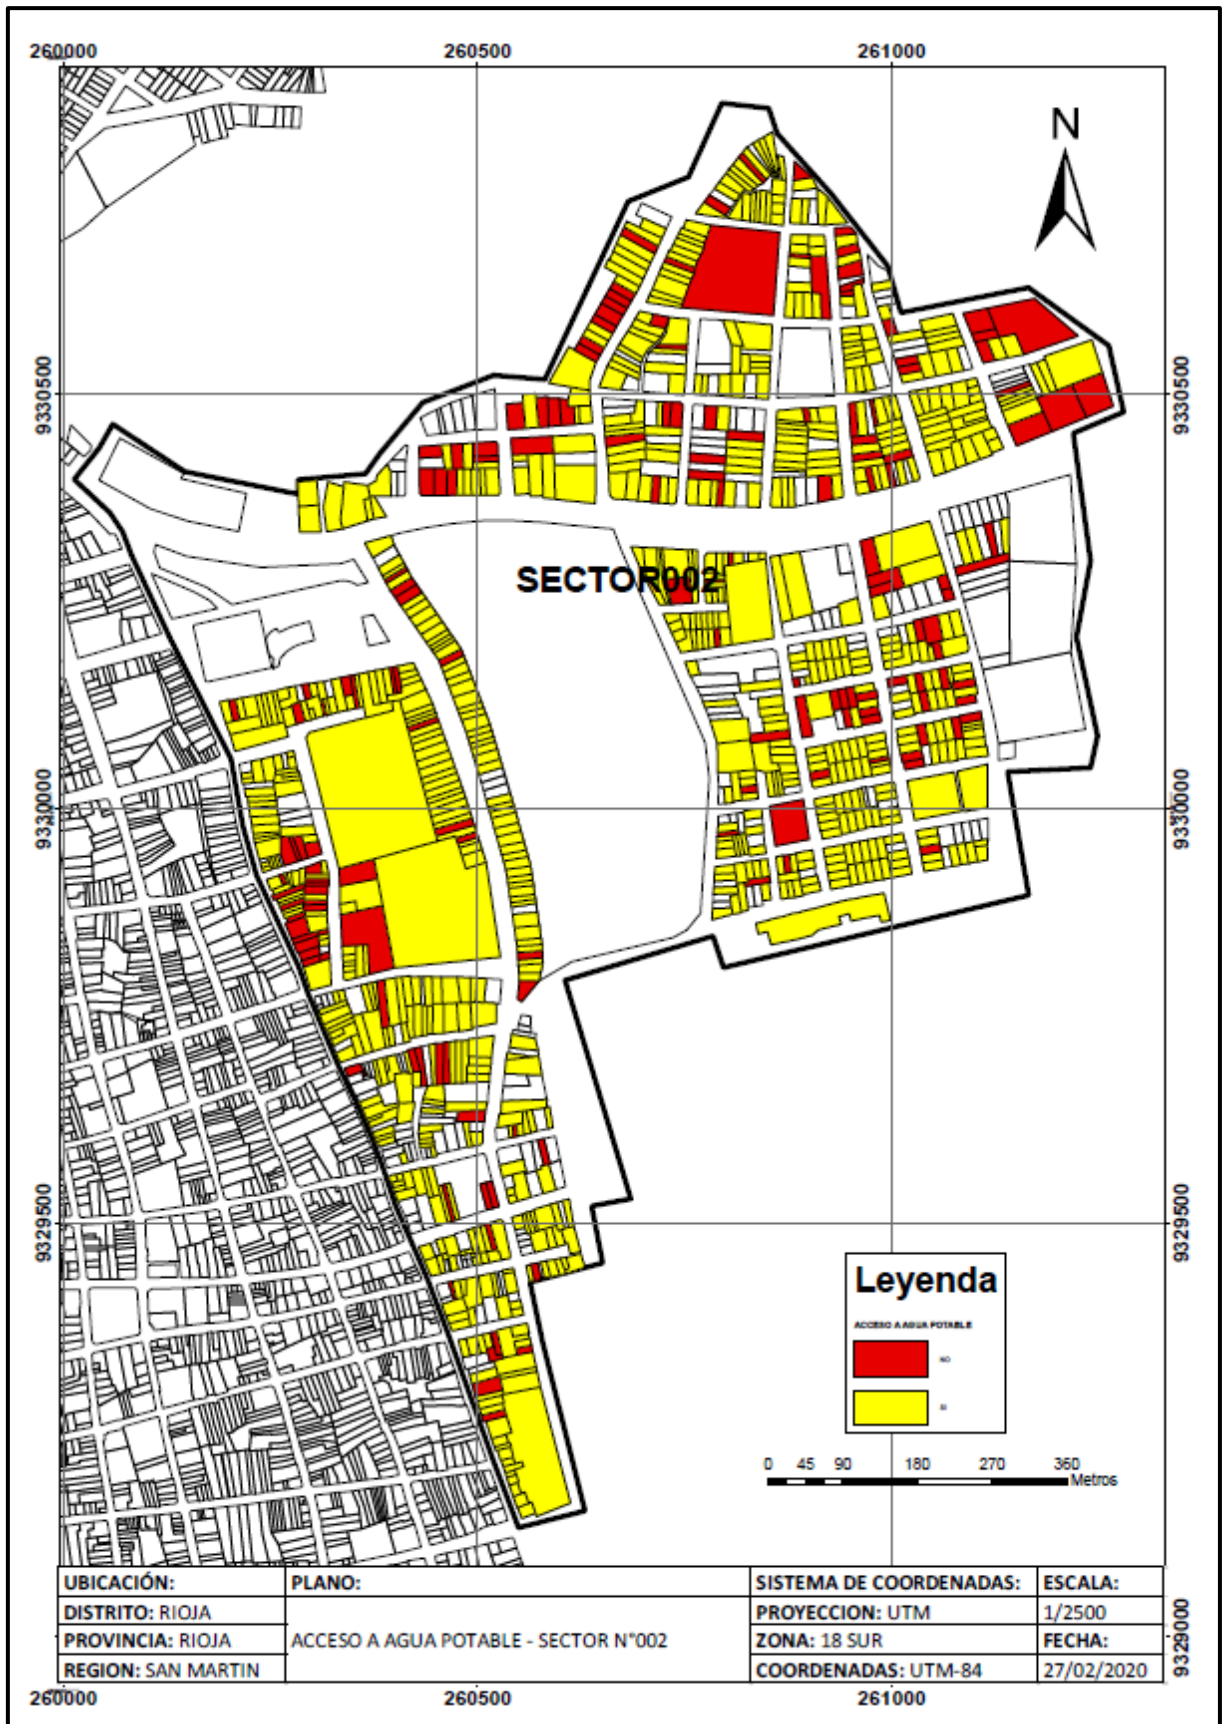 260000 260500 261000
N
9330500 9330500
SECTOR002
9330000 9330000
9329500 9329500
Leyenda
ACCESO A AGUA POTABLE
NO
SI
0 45 90 180 270 360
Metros
UBICACIÓN: PLANO: SISTEMA DE COORDENADAS: ESCALA:
DISTRITO: RIOJA PROYECCION: UTM 1/2500
PROVINCIA: RIOJA ACCESO A AGUA POTABLE - SECTOR N°002 ZONA: 18 SUR FECHA:
REGION: SAN MARTIN COORDENADAS: UTM-84 27/02/2020
9329000
260000 260500 261000